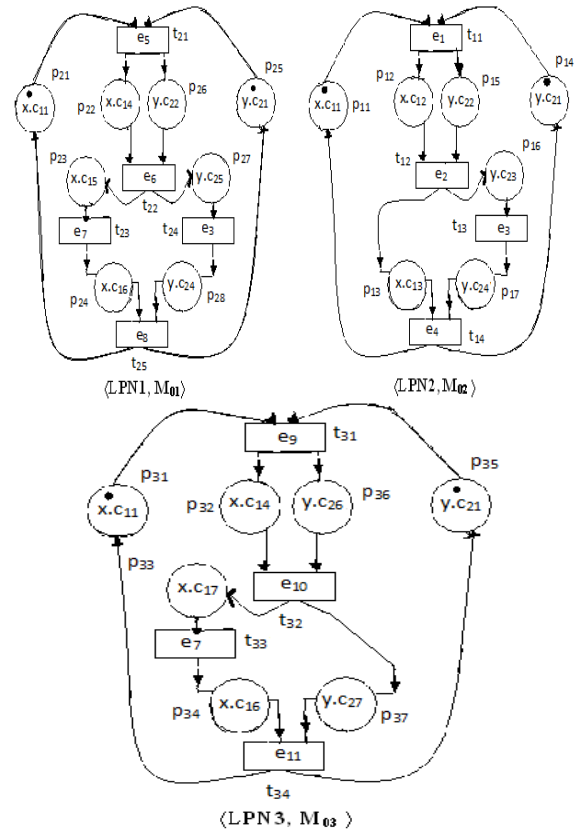 e5 t21
p21 p25
p22 p26
x.c11 x.c14 y.c22 y.c21
p23 p27
e6
x.c15 y.c25
t22
e7 t23 t24 e3
p24 x.c16 y.c24 p28
e8
t25
⟨LPN1, M01⟩
e1 t11
p14
p12 p15
x.c11 p11 x.c12 y.c22 y.c21
p16
t12 e2 y.c23
t13 e3
p13 x.c13 y.c24 p17
e4 t14
⟨LPN2, M02⟩
e9 t31
p31 p35
x.c11 p32 x.c14 y.c26 p36 y.c21
p33
x.c17 e10
t32
e7 t33
p34 x.c16 y.c27 p37
e11
t34
⟨LPN3, M03⟩